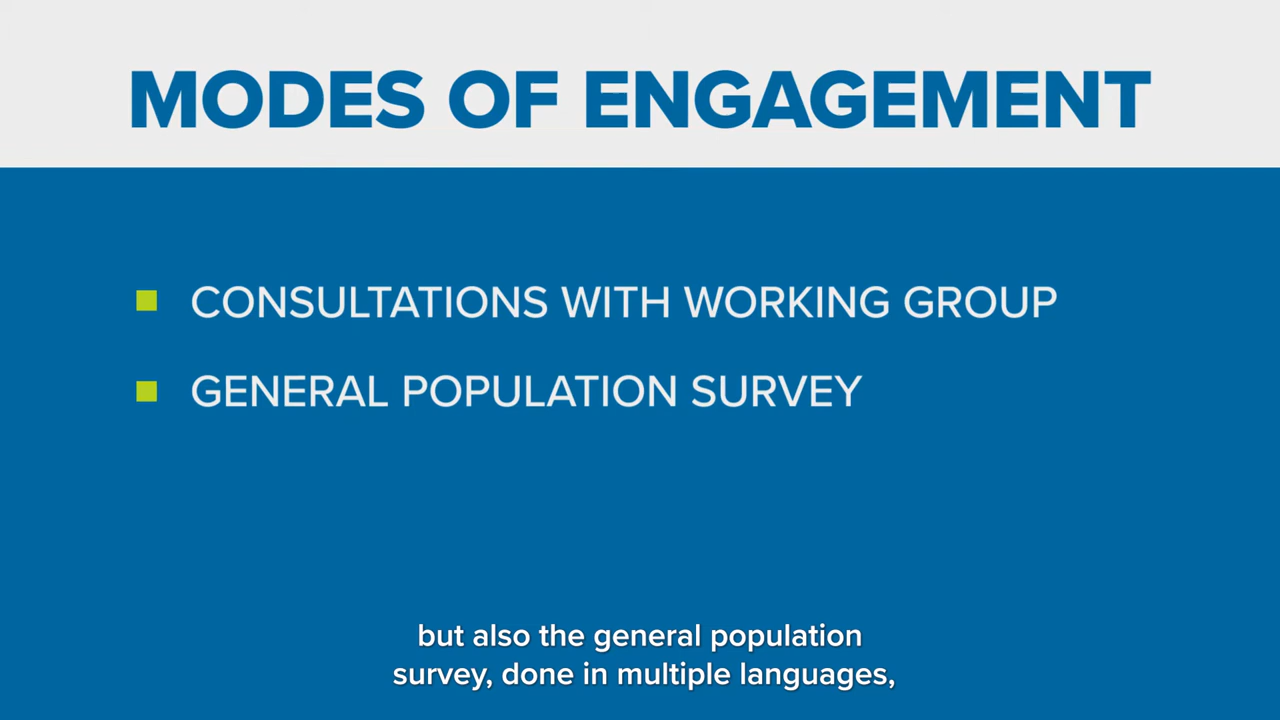 MODES OF ENGAGEMENT
CONSULTATIONS WITH WORKING GROUP
GENERAL POPULATION SURVEY
but also the general population
survey, done in multiple languages,